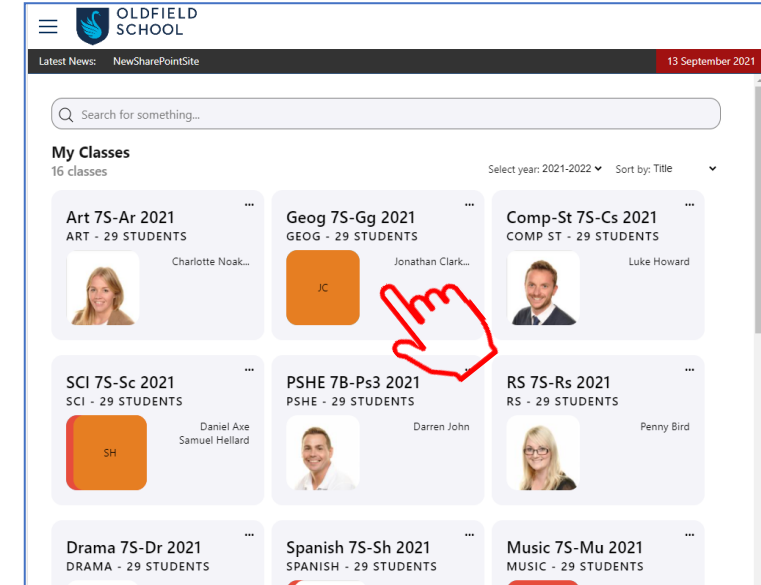 OLDFIELD
SCHOOL
Latest News: NewSharePointSite 13 September 2021
Search for something...
My Classes
16 classes
Select year: 2021-2022 Sort by: Title
Art 7S-Ar 2021
ART - 29 STUDENTS
Charlotte Noak...
Geog 7S-Gg 2021
GEOG - 29 STUDENTS
JC
Jonathan Clark...
Comp-St 7S-Cs 2021
COMP ST - 29 STUDENTS
Luke Howard
SCI 7S-Sc 2021
SCI - 29 STUDENTS
SH
Daniel Axe
Samuel Hellard
PSHE 7B-Ps3 2021
PSHE - 29 STUDENTS
Darren John
RS 7S-Rs 2021
RS - 29 STUDENTS
Penny Bird
Drama 7S-Dr 2021
DRAMA - 29 STUDENTS
Spanish 7S-Sh 2021
SPANISH - 29 STUDENTS
Music 7S-Mu 2021
MUSIC - 29 STUDENTS